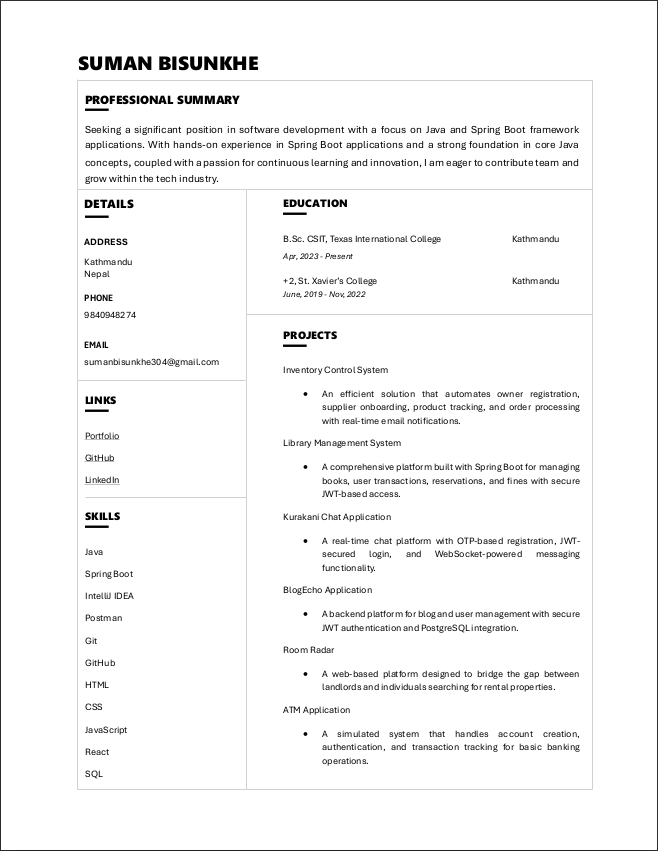 SUMAN BISUNKHE
PROFESSIONAL SUMMARY
Seeking a significant position in software development with a focus on Java and Spring Boot framework
applications. With hands-on experience in Spring Boot applications and a strong foundation in core Java
concepts, coupled with a passion for continuous learning and innovation, I am eager to contribute team and
grow within the tech industry.
DETAILS
ADDRESS
Kathmandu
Nepal
PHONE
9840948274
EMAIL
sumanbisunkhe304@gmail.com
LINKS
Portfolio
GitHub
LinkedIn
SKILLS
Java
Spring Boot
IntelliJ IDEA
Postman
Git
GitHub
HTML
CSS
JavaScript
React
SQL
EDUCATION
B.Sc. CSIT, Texas International College Kathmandu
Apr, 2023 - Present
+2, St. Xavier's College Kathmandu
June, 2019 - Nov, 2022
PROJECTS
Inventory Control System
• An efficient solution that automates owner registration,
supplier onboarding, product tracking, and order processing
with real-time email notifications.
Library Management System
• A comprehensive platform built with Spring Boot for managing
books, user transactions, reservations, and fines with secure
JWT-based access.
Kurakani Chat Application
• A real-time chat platform with OTP-based registration, JWT-
secured login, and WebSocket-powered messaging
functionality.
BlogEcho Application
• A backend platform for blog and user management with secure
JWT authentication and PostgreSQL integration.
Room Radar
• A web-based platform designed to bridge the gap between
landlords and individuals searching for rental properties.
ATM Application
• A simulated system that handles account creation,
authentication, and transaction tracking for basic banking
operations.